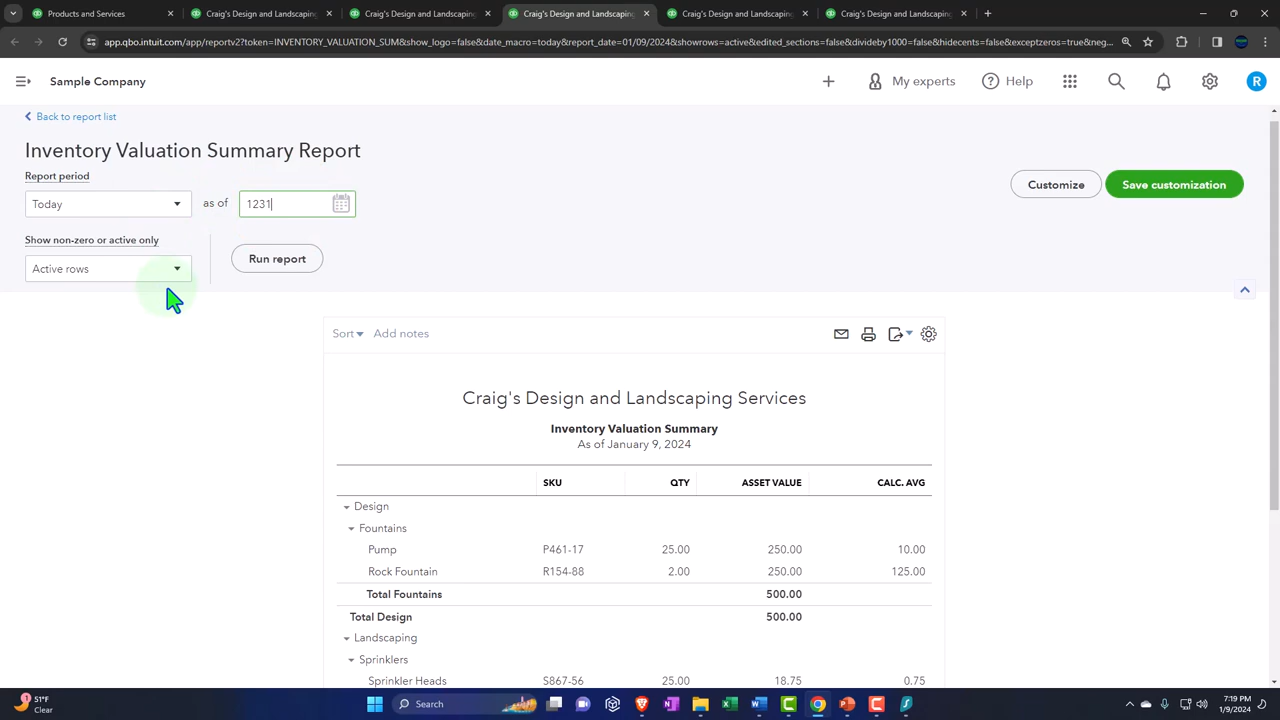 Products and Services
Craig's Design and Landscaping
Craig's Design and Landscaping
Craig's Design and Landscaping
Craig's Design and Landscaping
Craig's Design and Landscaping
app.qbo.intuit.com/app/report2?token=INVENTORY_VALUATION_SUM&show_logo=false&date_macro=today&report_date=01/09/2024&showrows=active&edited_sections=false&divideby1000=false&hidecents=false&exceptzeros=true&neg...
Sample Company
My experts
Help
R
Back to report list
Inventory Valuation Summary Report
Report period
Customize
Save customization
Today
as of
1231
Show non-zero or active only
Active rows
Run report
Sort
Add notes
Craig's Design and Landscaping Services
Inventory Valuation Summary
As of January 9, 2024
SKU QTY ASSET VALUE CALC. AVG
Design
Fountains
Pump P461-17 25.00 250.00 10.00
Rock Fountain R154-88 2.00 250.00 125.00
Total Fountains 500.00
Total Design 500.00
Landscaping
Sprinklers
Sprinkler Heads S867-56 25.00 18.75 0.75
51°F
Clear
Search
7:19 PM
1/9/2024